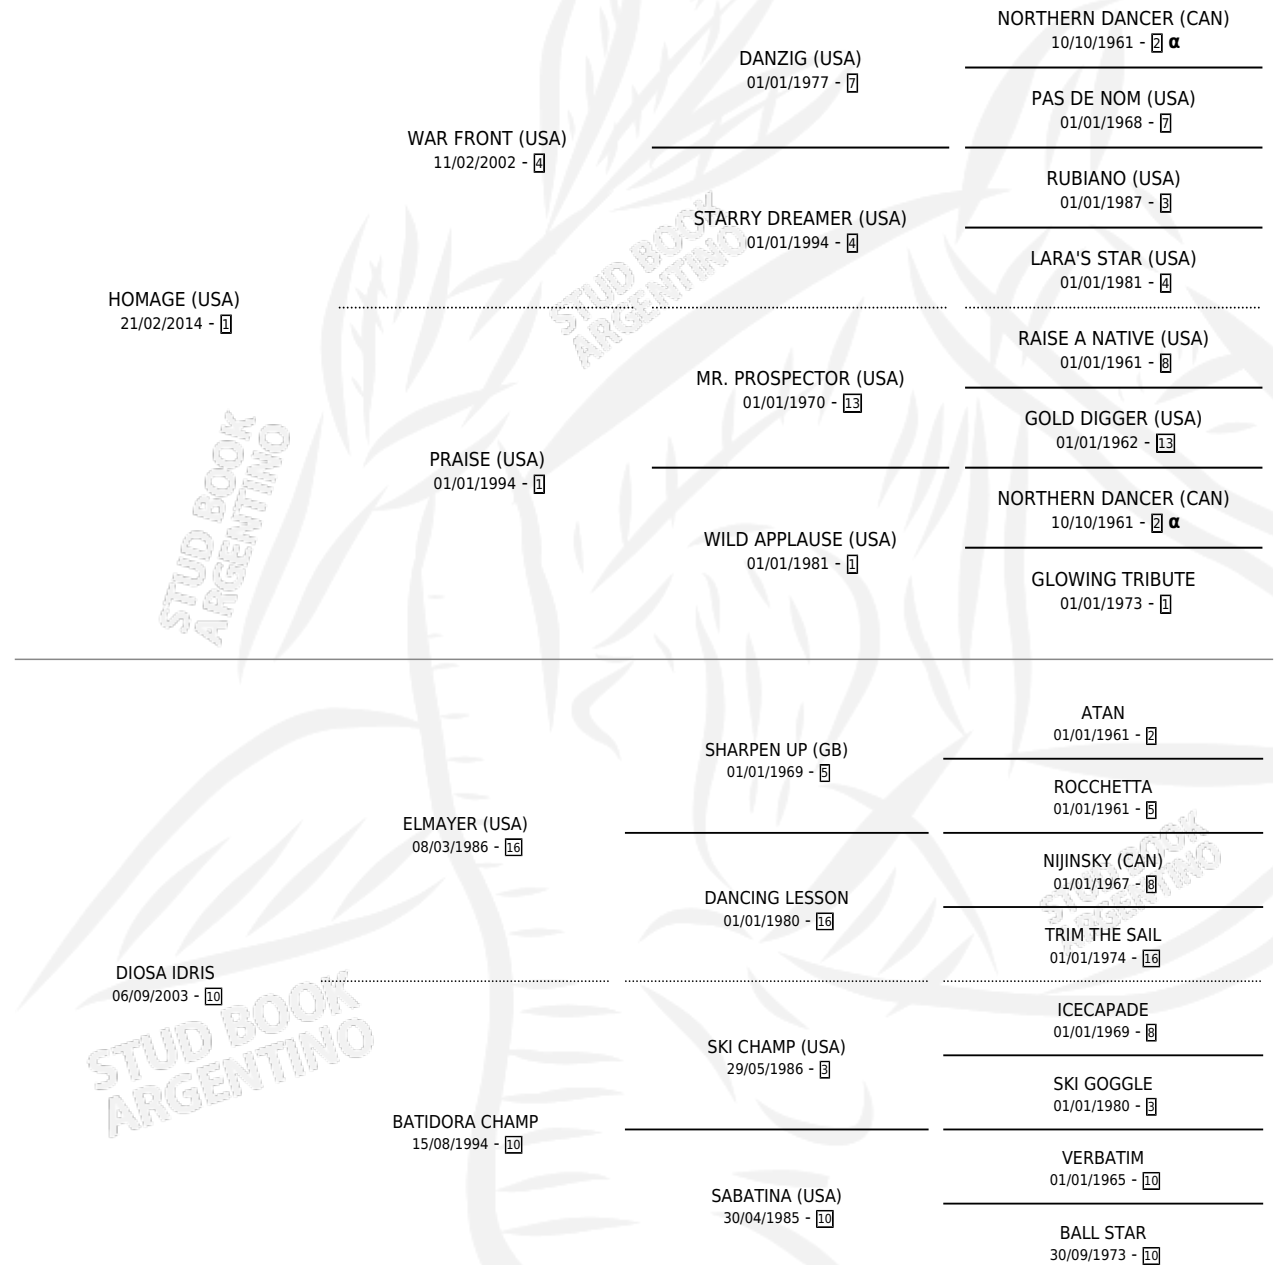 NORTHERN DANCER (CAN)
10/10/1961 - 2 α
DANZIG (USA)
01/01/1977 - 7
PAS DE NOM (USA)
01/01/1968 - 7
WAR FRONT (USA)
11/02/2002 - 4
RUBIANO (USA)
01/01/1987 - 3
STARRY DREAMER (USA)
01/01/1994 - 4
LARA'S STAR (USA)
01/01/1981 - 4
HOMAGE (USA)
21/02/2014 - 1
RAISE A NATIVE (USA)
01/01/1961 - 8
MR. PROSPECTOR (USA)
01/01/1970 - 13
GOLD DIGGER (USA)
01/01/1962 - 13
PRAISE (USA)
01/01/1994 - 1
NORTHERN DANCER (CAN)
10/10/1961 - 2 α
WILD APPLAUSE (USA)
01/01/1981 - 1
GLOWING TRIBUTE
01/01/1973 - 1
ATAN
01/01/1961 - 2
SHARPEN UP (GB)
01/01/1969 - 5
ROCCHETTA
01/01/1961 - 5
ELMAYER (USA)
08/03/1986 - 16
NIJINSKY (CAN)
01/01/1967 - 8
DANCING LESSON
01/01/1980 - 16
TRIM THE SAIL
01/01/1974 - 16
DIOSA IDRIS
06/09/2003 - 10
ICECAPADE
01/01/1969 - 8
SKI CHAMP (USA)
29/05/1986 - 3
SKI GOGGLE
01/01/1980 - 3
BATIDORA CHAMP
15/08/1994 - 10
VERBATIM
01/01/1965 - 10
SABATINA (USA)
30/04/1985 - 10
BALL STAR
30/09/1973 - 10
STUD BOOK
ARGENTINO
STUD BOOK
ARGENTINO
STUD BOOK
ARGENTINO
STUD BOOK
ARGENTINO